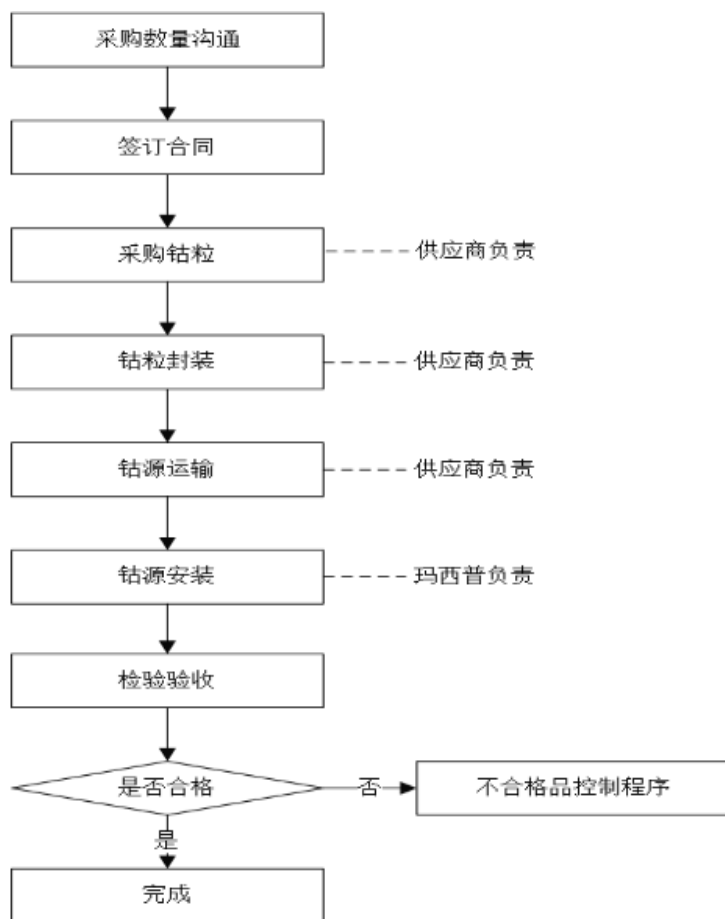 采购数量沟通
签订合同
采购钴粒
供应商负责
钴粒封装
供应商负责
钴源运输
供应商负责
钴源安装
玛西普负责
检验验收
是否合格
否
不合格品控制程序
是
完成